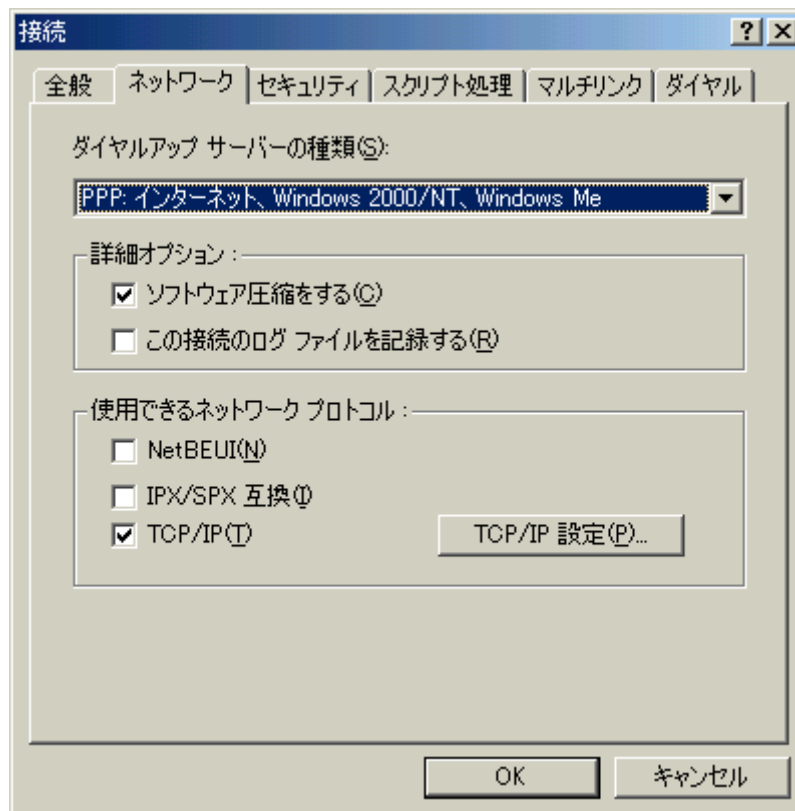 接続
全般 ネットワーク セキュリティ スクリプト処理 マルチリンク ダイヤル
ダイヤルアップ サーバーの種類(S):
PPP: インターネット、Windows 2000/NT、Windows Me
詳細オプション :
ソフトウェア圧縮をする(C)
この接続のログ ファイルを記録する(R)
使用できるネットワーク プロトコル :
NetBEUI(N)
IPX/SPX 互換(I)
TCP/IP(T) TCP/IP 設定(P)...
OK キャンセル